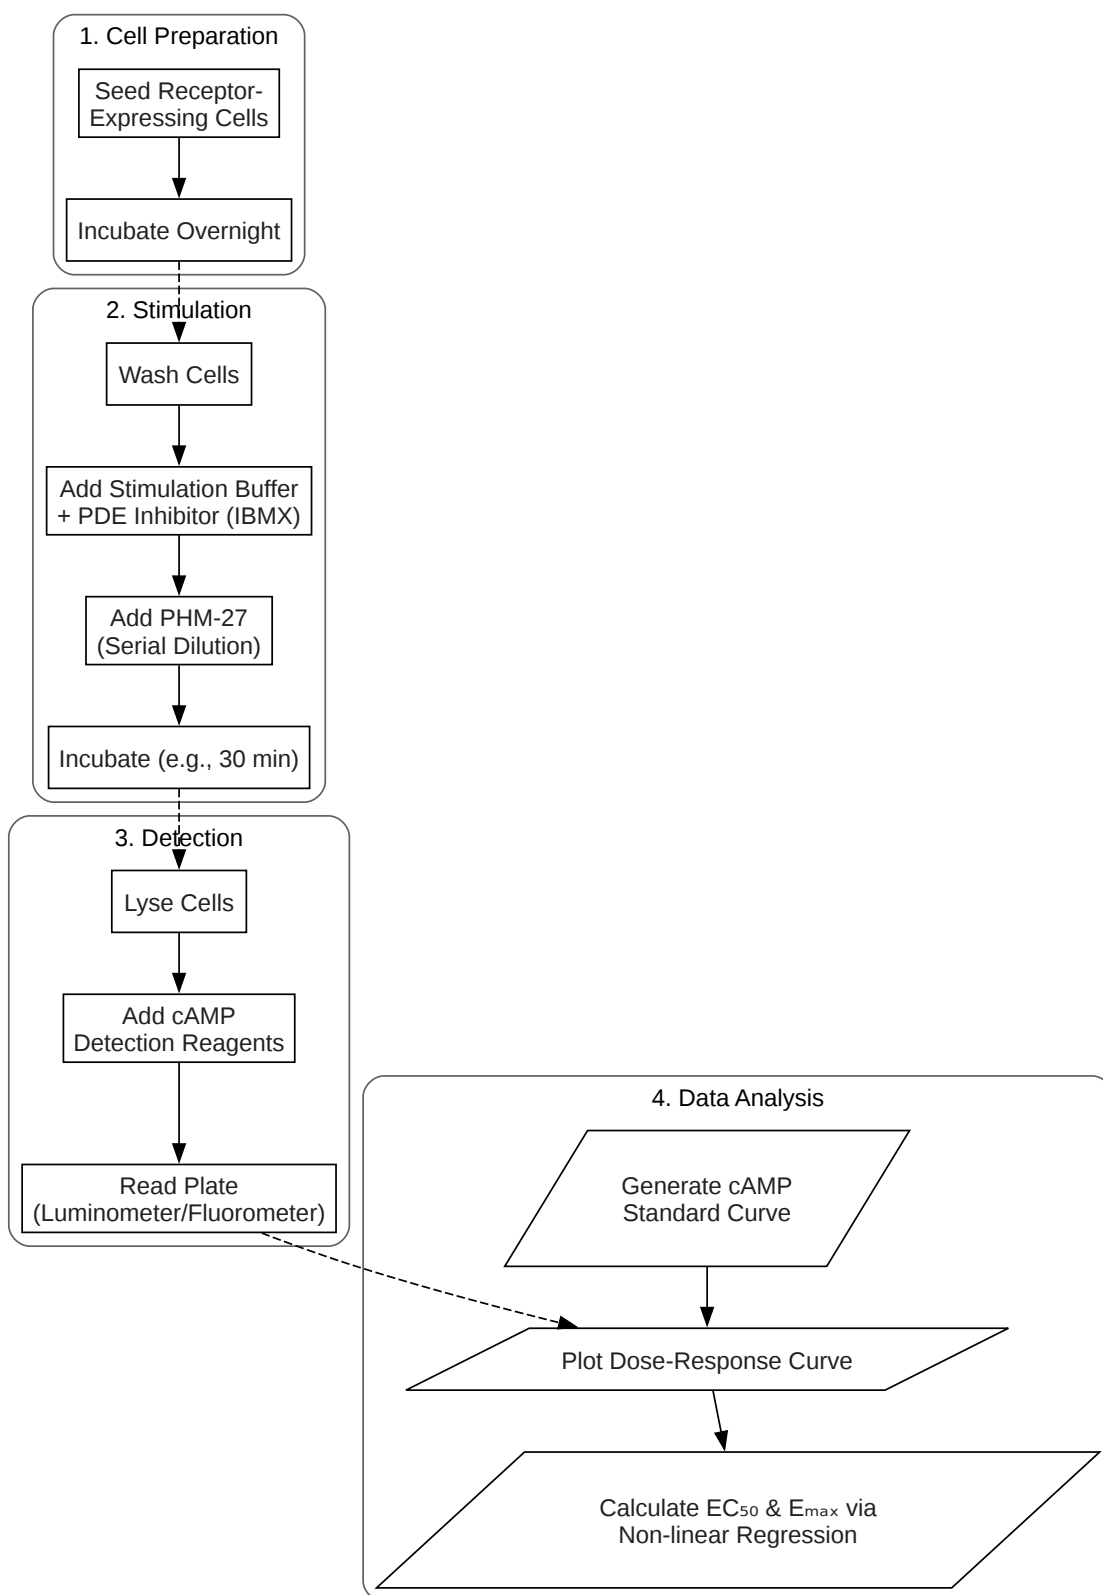 1. Cell Preparation
Seed Receptor-
Expressing Cells
Incubate Overnight
2. Stimulation
Wash Cells
Add Stimulation Buffer
+ PDE Inhibitor (IBMX)
Add PHM-27
(Serial Dilution)
Incubate (e.g., 30 min)
3. Detection
Lyse Cells
Add cAMP
Detection Reagents
Read Plate
(Luminometer/Fluorometer)
4. Data Analysis
Generate cAMP
Standard Curve
Plot Dose-Response Curve
Calculate EC₅₀ & Eₘₐₓ via
Non-linear Regression